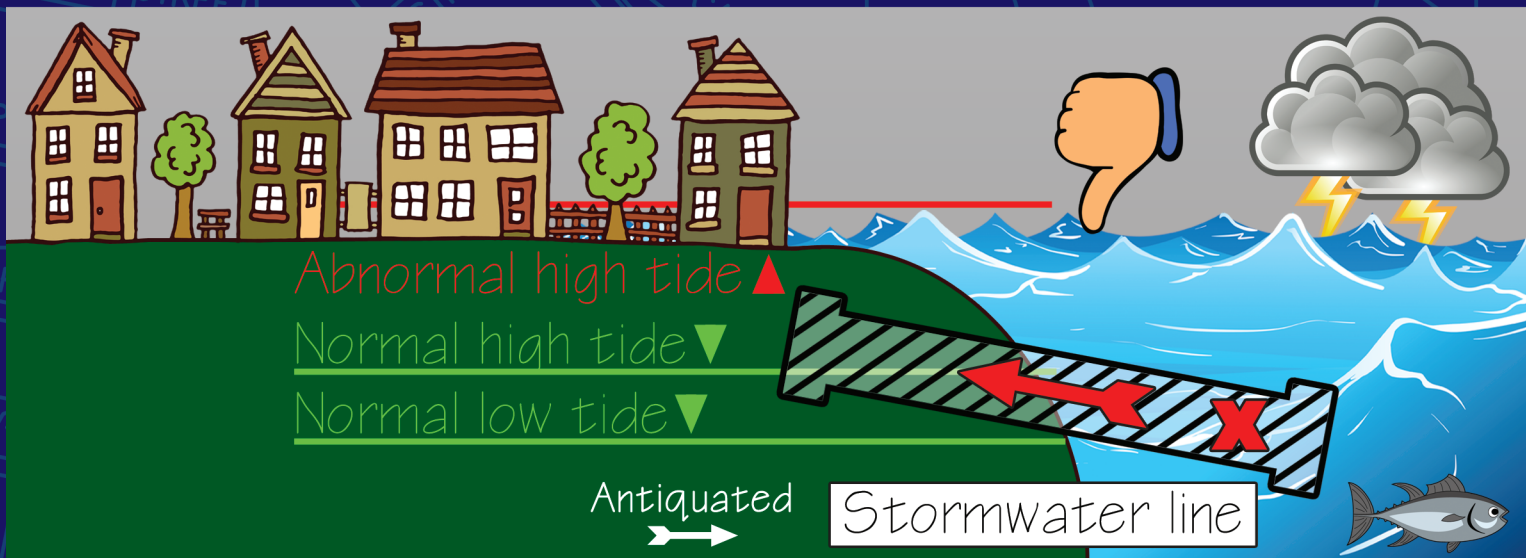 Abnormal high tide
Normal high tide
Normal low tide
Antiquated
Stormwater line
X